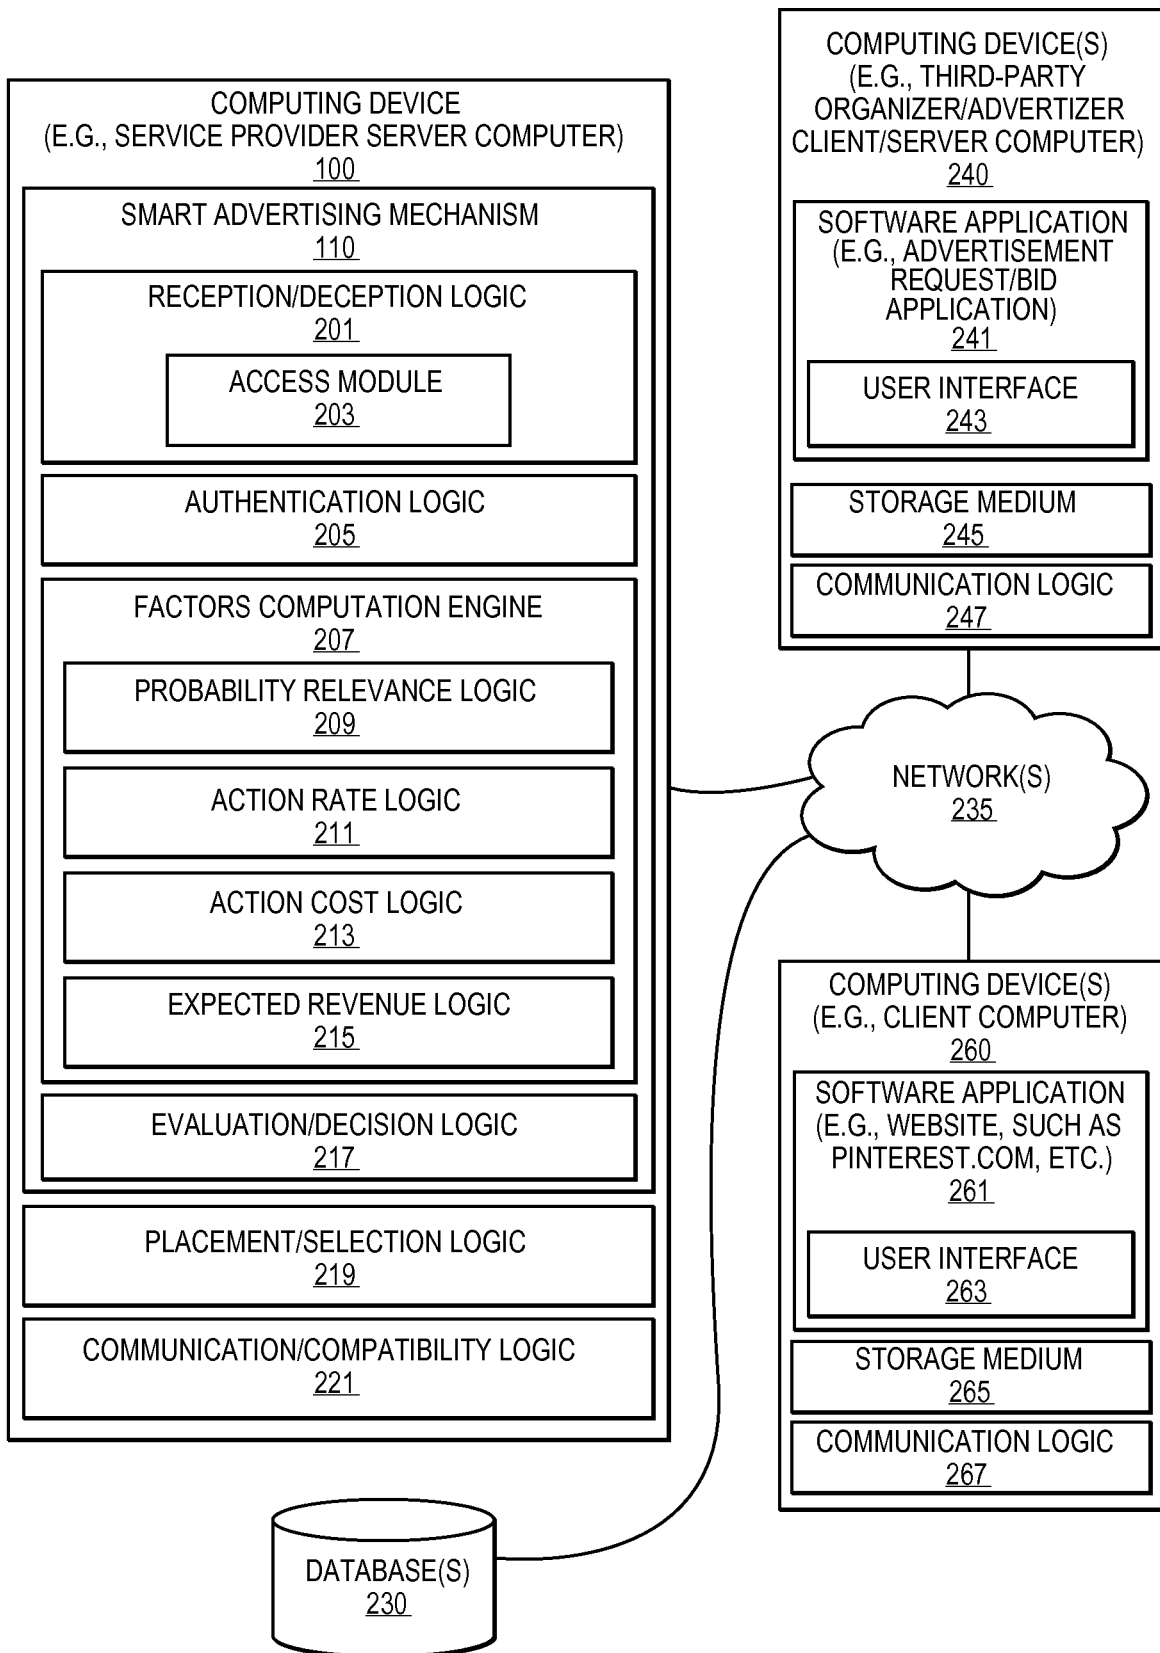 COMPUTING DEVICE
(E.G., SERVICE PROVIDER SERVER COMPUTER)
100
SMART ADVERTISING MECHANISM
110
RECEPTION/DECEPTION LOGIC
201
ACCESS MODULE
203
AUTHENTICATION LOGIC
205
FACTORS COMPUTATION ENGINE
207
PROBABILITY RELEVANCE LOGIC
209
ACTION RATE LOGIC
211
ACTION COST LOGIC
213
EXPECTED REVENUE LOGIC
215
EVALUATION/DECISION LOGIC
217
PLACEMENT/SELECTION LOGIC
219
COMMUNICATION/COMPATIBILITY LOGIC
221
DATABASE(S)
230
COMPUTING DEVICE(S)
(E.G., THIRD-PARTY
ORGANIZER/ADVERTIZER
CLIENT/SERVER COMPUTER)
240
SOFTWARE APPLICATION
(E.G., ADVERTISEMENT
REQUEST/BID
APPLICATION)
241
USER INTERFACE
243
STORAGE MEDIUM
245
COMMUNICATION LOGIC
247
NETWORK(S)
235
COMPUTING DEVICE(S)
(E.G., CLIENT COMPUTER)
260
SOFTWARE APPLICATION
(E.G., WEBSITE, SUCH AS
PINTEREST.COM, ETC.)
261
USER INTERFACE
263
STORAGE MEDIUM
265
COMMUNICATION LOGIC
267